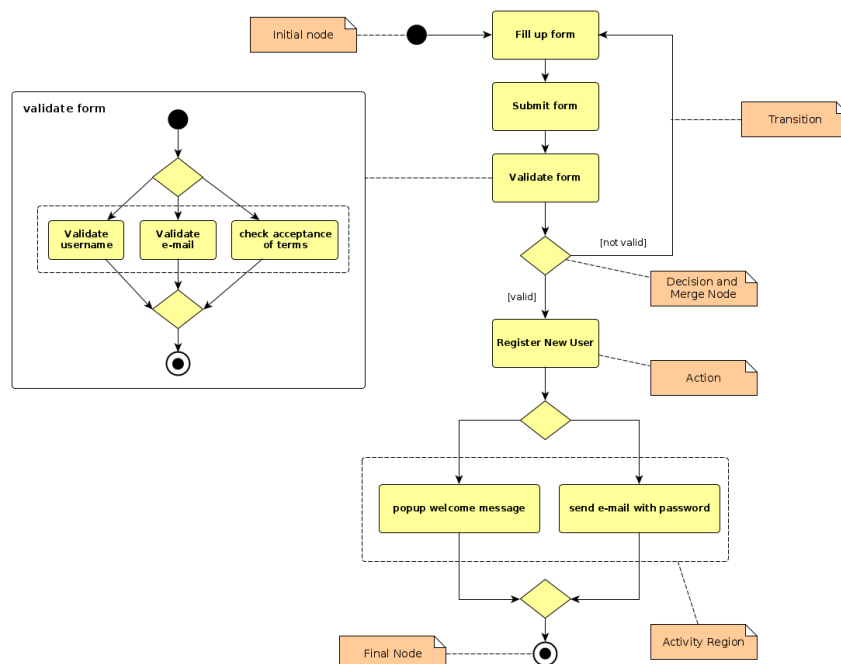 Initial node
Fill up form
validate form
Submit form
Transition
Validate form
Validate
username
Validate
e-mail
check acceptance
of terms
[not valid]
Decision and
Merge Node
[valid]
Register New User
Action
popup welcome message
send e-mail with password
Activity Region
Final Node